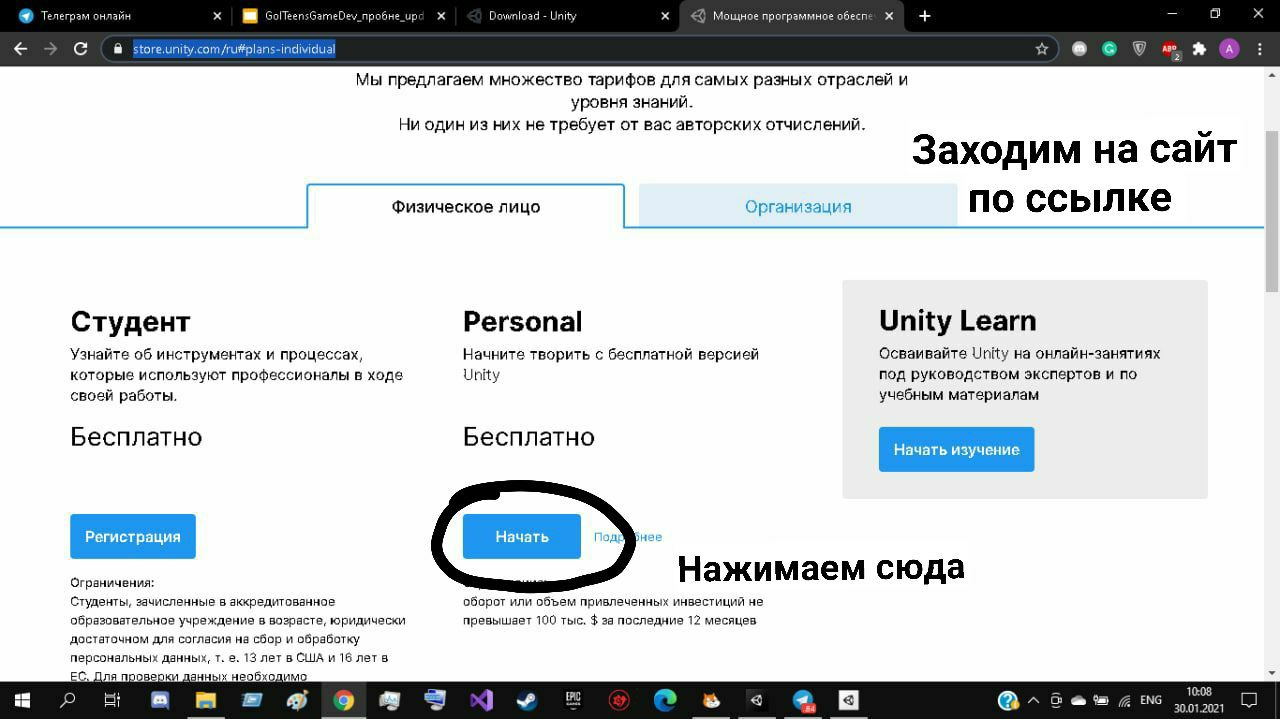 Телеграм онлайн
GoITeensGameDev_пробне_upd
Download - Unity
Мощное программное обеспе
store.unity.com/ru#plans-individual
ABP
2
A
Мы предлагаем множество тарифов для самых разных отраслей и
уровня знаний.
Ни один из них не требует от вас авторских отчислений.
Заходим на сайт
по ссылке
Физическое лицо
Организация
Студент
Узнайте об инструментах и процессах,
которые используют профессионалы в ходе
своей работы.
Бесплатно
Регистрация
Ограничения:
Студенты, зачисленные в аккредитованное
образовательное учреждение в возрасте, юридически
достаточном для согласия на сбор и обработку
персональных данных, т. е. 13 лет в США и 16 лет в
ЕС. Для проверки данных необходимо
Personal
Начните творить с бесплатной версией
Unity
Бесплатно
Начать
Подробнее
Нажимаем сюда
оборот или объем привлеченных инвестиций не
превышает 100 тыс. $ за последние 12 месяцев
Unity Learn
Осваивайте Unity на онлайн-занятиях
под руководством экспертов и по
учебным материалам
Начать изучение
EPIC
GAMES
ENG
10:08
30.01.2021